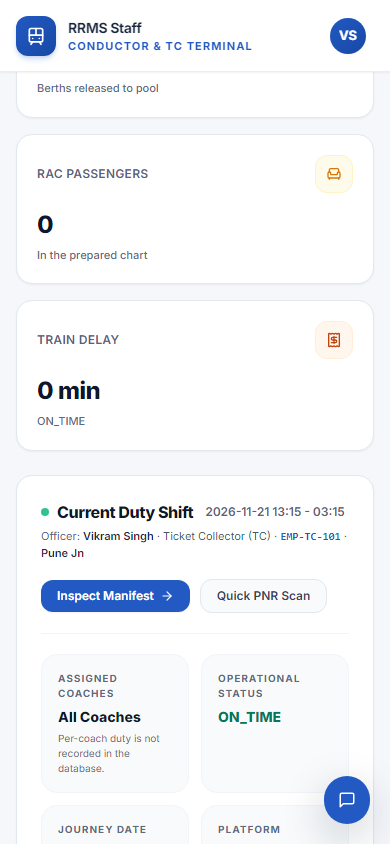 RRMS Staff
CONDUCTOR & TC TERMINAL
VS
Berths released to pool
RAC PASSENGERS
0
In the prepared chart
TRAIN DELAY
0 min
ON_TIME
Current Duty Shift 2026-11-21 13:15 - 03:15
Officer: Vikram Singh · Ticket Collector (TC) · EMP-TC-101 ·
Pune Jn
Inspect Manifest →
Quick PNR Scan
ASSIGNED
COACHES
All Coaches
Per-coach duty is not
recorded in the
database.
OPERATIONAL
STATUS
ON_TIME
JOURNEY DATE
PLATFORM